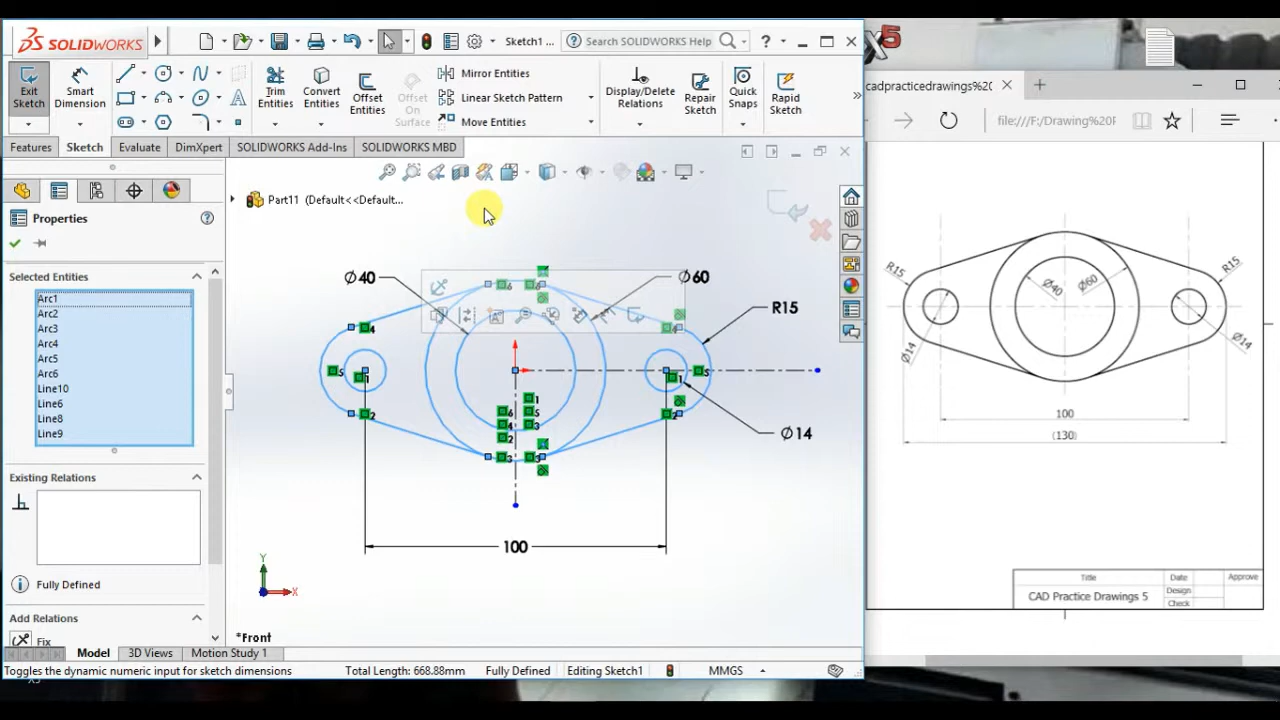 SOLIDWORKS
Sketch1 ...
Search SOLIDWORKS Help
?
Exit Sketch
Smart Dimension
Trim Entities
Convert Entities
Offset Entities
Offset On Surface
Mirror Entities
Linear Sketch Pattern
Move Entities
Display/Delete Relations
Repair Sketch
Quick Snaps
Rapid Sketch
Features
Sketch
Evaluate
DimXpert
SOLIDWORKS Add-Ins
SOLIDWORKS MBD
Properties
Part11 (Default<<Default...
Selected Entities
Arc1
Arc2
Arc3
Arc4
Arc5
Arc6
Line10
Line6
Line8
Line9
Existing Relations
Fully Defined
Add Relations
Fix
Ø40
Ø60
R15
Ø14
100
Y
X
*Front
Model
3D Views
Motion Study 1
Toggles the dynamic numeric input for sketch dimensions
Total Length: 668.88mm
Fully Defined
Editing Sketch1
MMGS
X5
cadpracticedrawings%20
file:///F:/Drawing%20F
R15
R15
Ø40
Ø60
Ø14
Ø14
100
(130)
Title
Date
Approve
CAD Practice Drawings 5
Design
Check